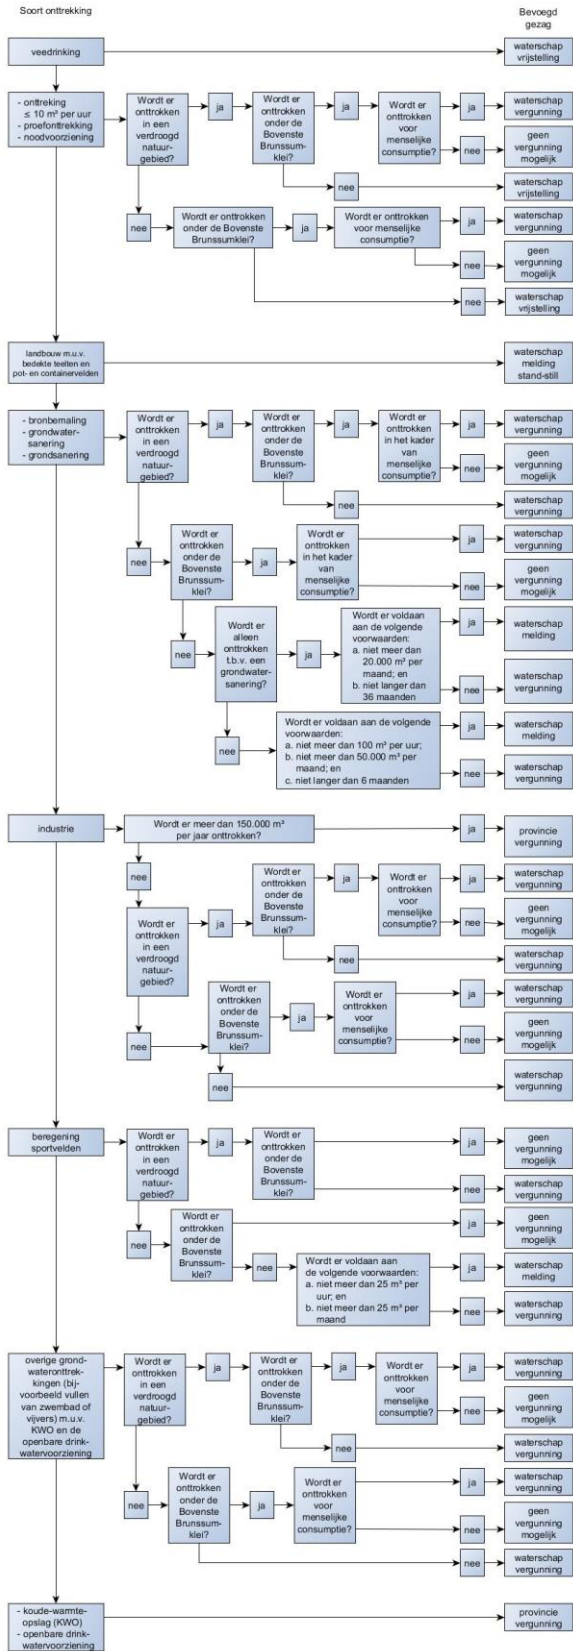 Soort onttrekking
Bevoegd
gezag
veedrinking
waterschap
vrijstelling
- onttreking
≤ 10 m³ per uur
- proefonttrekking
- noodvoorziening
Wordt er
onttrokken
in een
verdroogd
natuur-
gebied?
ja
Wordt er
onttrokken
onder de
Bovenste
Brunssum-
klei?
ja
Wordt er
onttrokken
voor
menselijke
consumptie?
ja
waterschap
vergunning
nee
geen
vergunning
mogelijk
nee
waterschap
vrijstelling
nee
Wordt er onttrokken
onder de Bovenste
Brunssumklei?
ja
Wordt er onttrokken
voor menselijke
consumptie?
ja
waterschap
vergunning
nee
geen
vergunning
mogelijk
nee
waterschap
vrijstelling
landbouw m.u.v.
bedekte teelten en
pot- en containervelden
waterschap
melding
stand-still
- bronbemaling
- grondwater-
sanering
- grondsanering
Wordt er
onttrokken
in een
verdroogd
natuur-
gebied?
ja
Wordt er
onttrokken
onder de
Bovenste
Brunssum-
klei?
ja
Wordt er
onttrokken
in het kader
van
menselijke
consumptie?
ja
waterschap
vergunning
nee
geen
vergunning
mogelijk
nee
waterschap
vergunning
nee
Wordt er
onttrokken
onder de
Bovenste
Brunssum-
klei?
ja
Wordt er
onttrokken
in het kader
van
menselijke
consumptie?
ja
waterschap
vergunning
nee
geen
vergunning
mogelijk
nee
Wordt er
alleen
onttrokken
t.b.v. een
grondwater-
sanering?
ja
Wordt er voldaan
aan de volgende
voorwaarden:
a. niet meer dan
20.000 m³ per
maand; en
b. niet langer dan
36 maanden
ja
waterschap
melding
nee
waterschap
vergunning
nee
Wordt er voldaan aan de volgende
voorwaarden:
a. niet meer dan 100 m³ per uur;
b. niet meer dan 50.000 m³ per
maand; en
c. niet langer dan 6 maanden
ja
waterschap
melding
nee
waterschap
vergunning
industrie
Wordt er meer dan 150.000 m³
per jaar onttrokken?
ja
provincie
vergunning
nee
Wordt er
onttrokken
in een
verdroogd
natuur-
gebied?
ja
Wordt er
onttrokken
onder de
Bovenste
Brunssum-
klei?
ja
Wordt er
onttrokken
voor
menselijke
consumptie?
ja
waterschap
vergunning
nee
geen
vergunning
mogelijk
nee
waterschap
vergunning
nee
Wordt er
onttrokken
onder de
Bovenste
Brunssum-
klei?
ja
Wordt er
onttrokken
voor
menselijke
consumptie?
ja
waterschap
vergunning
nee
geen
vergunning
mogelijk
nee
waterschap
vergunning
beregening
sportvelden
Wordt er
onttrokken
in een
verdroogd
natuur-
gebied?
ja
Wordt er
onttrokken
onder de
Bovenste
Brunssum-
klei?
ja
geen
vergunning
mogelijk
nee
waterschap
vergunning
nee
Wordt er
onttrokken
onder de
Bovenste
Brunssum-
klei?
ja
geen
vergunning
mogelijk
nee
Wordt er voldaan aan
de volgende voorwaarden:
a. niet meer dan 25 m³ per
uur; en
b. niet meer dan 25 m³ per
maand
ja
waterschap
melding
nee
waterschap
vergunning
overige grond-
wateronttrek-
kingen (bij-
voorbeeld vullen
van zwembad of
vijvers) m.u.v.
KWO en de
openbare drink-
watervoorziening
Wordt er
onttrokken
in een
verdroogd
natuur-
gebied?
ja
Wordt er
onttrokken
onder de
Bovenste
Brunssum-
klei?
ja
Wordt er
onttrokken
voor
menselijke
consumptie?
ja
waterschap
vergunning
nee
geen
vergunning
mogelijk
nee
waterschap
vergunning
nee
Wordt er
onttrokken
onder de
Bovenste
Brunssum-
klei?
ja
Wordt er
onttrokken
voor
menselijke
consumptie?
ja
waterschap
vergunning
nee
geen
vergunning
mogelijk
nee
waterschap
vergunning
- koude-warmte-
opslag (KWO)
- openbare
drinkwatervoorziening
provincie
vergunning